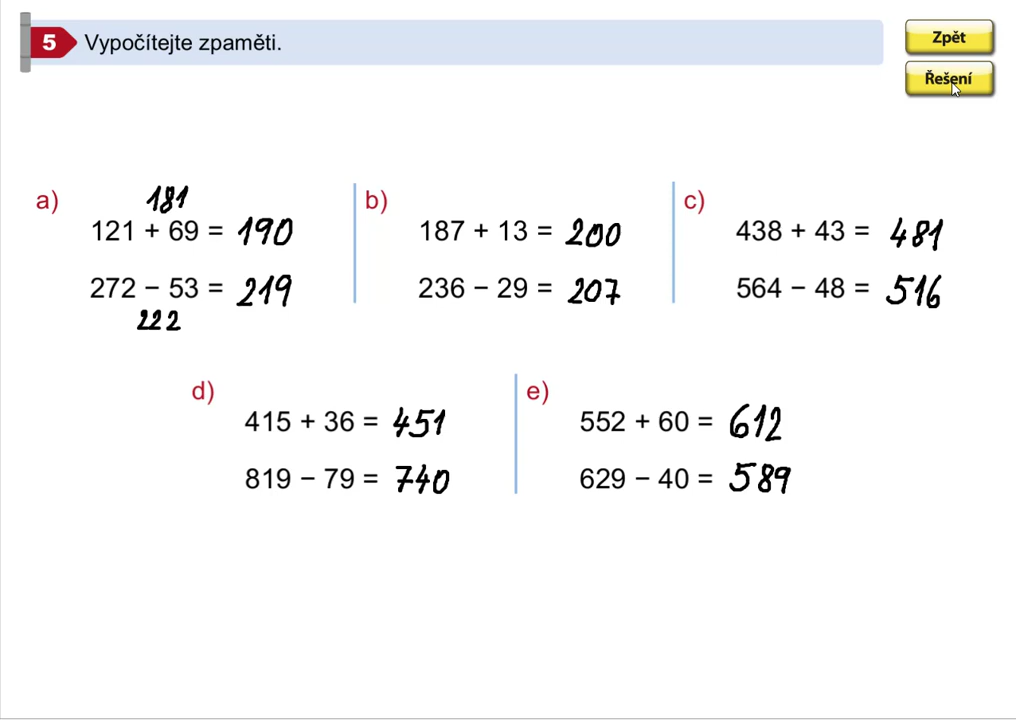 5 Vypočítejte zpaměti.
Zpět
Řešení
a)
181
121 + 69 = 190
272 − 53 = 219
222
b)
187 + 13 = 200
236 − 29 = 207
c)
438 + 43 = 481
564 − 48 = 516
d)
415 + 36 = 451
819 − 79 = 740
e)
552 + 60 = 612
629 − 40 = 589